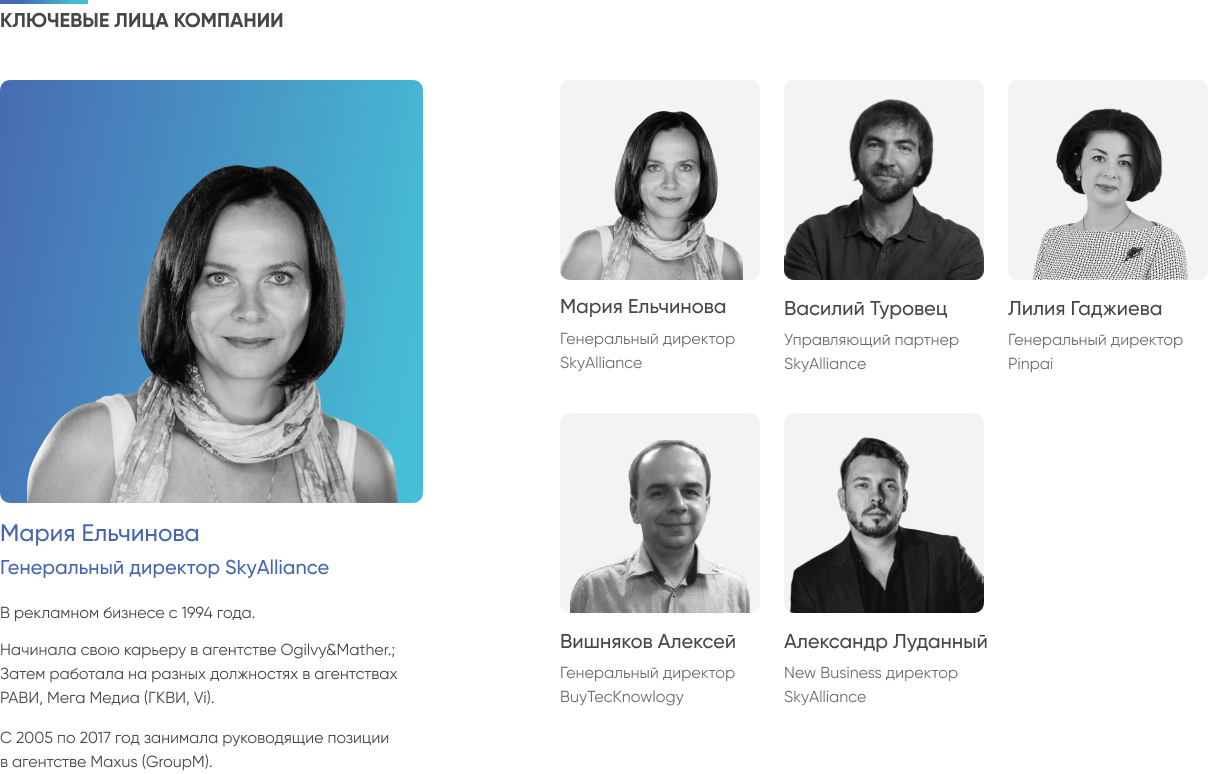 КЛЮЧЕВЫЕ ЛИЦА КОМПАНИИ
Мария Ельчинова
Генеральный директор SkyAlliance
В рекламном бизнесе с 1994 года.
Начинала свою карьеру в агентстве Ogilvy&Mather.;
Затем работала на разных должностях в агентствах
РАВИ, Мега Медиа (ГКВИ, Vi).
С 2005 по 2017 год занимала руководящие позиции
в агентстве Maxus (GroupM).
Мария Ельчинова
Генеральный директор
SkyAlliance
Василий Туровец
Управляющий партнер
SkyAlliance
Лилия Гаджиева
Генеральный директор
Pinpai
Вишняков Алексей
Генеральный директор
BuyTecKnowlogy
Александр Луданный
New Business директор
SkyAlliance